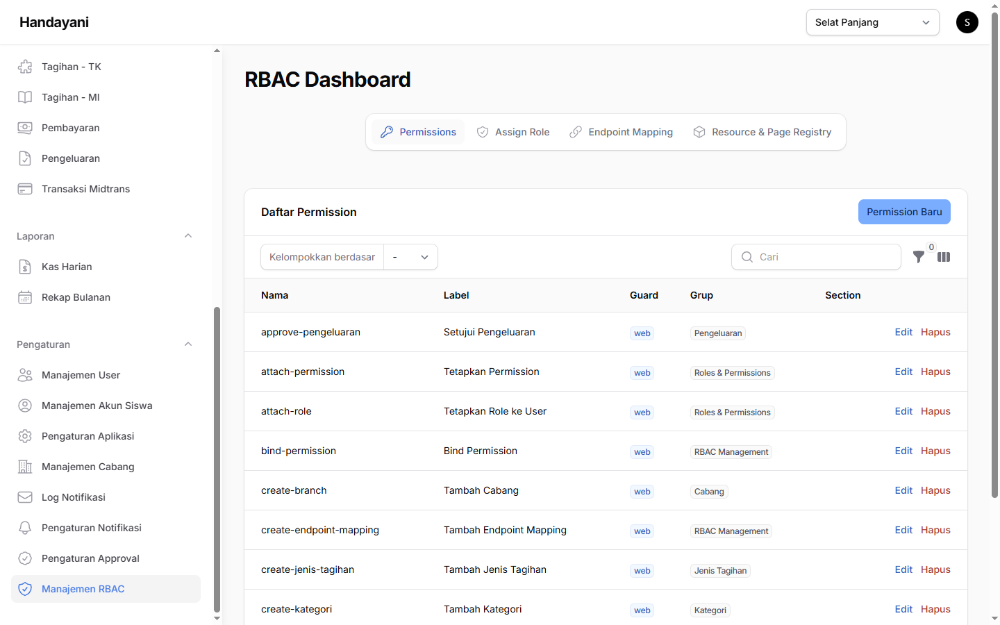 Handayani
Selat Panjang
S
Tagihan - TK
Tagihan - MI
Pembayaran
Pengeluaran
Transaksi Midtrans
Laporan
Kas Harian
Rekap Bulanan
Pengaturan
Manajemen User
Manajemen Akun Siswa
Pengaturan Aplikasi
Manajemen Cabang
Log Notifikasi
Pengaturan Notifikasi
Pengaturan Approval
Manajemen RBAC
RBAC Dashboard
Permissions Assign Role Endpoint Mapping Resource & Page Registry
Daftar Permission
Permission Baru
Kelompokkan berdasar -
Cari
0
Nama Label Guard Grup Section
approve-pengeluaran Setujui Pengeluaran web Pengeluaran Edit Hapus
attach-permission Tetapkan Permission web Roles & Permissions Edit Hapus
attach-role Tetapkan Role ke User web Roles & Permissions Edit Hapus
bind-permission Bind Permission web RBAC Management Edit Hapus
create-branch Tambah Cabang web Cabang Edit Hapus
create-endpoint-mapping Tambah Endpoint Mapping web RBAC Management Edit Hapus
create-jenis-tagihan Tambah Jenis Tagihan web Jenis Tagihan Edit Hapus
create-kategori Tambah Kategori web Kategori Edit Hapus